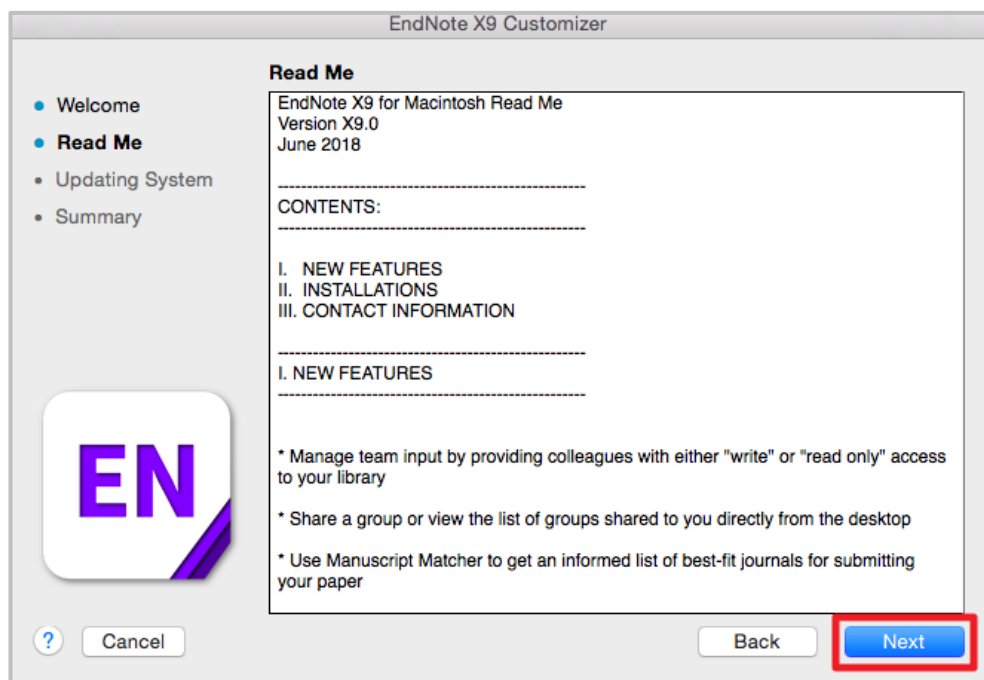 EndNote X9 Customizer
Read Me
Welcome
Read Me
Updating System
Summary
EndNote X9 for Macintosh Read Me
Version X9.0
June 2018
-----------------------------------------------------
CONTENTS:
-----------------------------------------------------
I. NEW FEATURES
II. INSTALLATIONS
III. CONTACT INFORMATION
-----------------------------------------------------
I. NEW FEATURES
-----------------------------------------------------
* Manage team input by providing colleagues with either "write" or "read only" access
to your library
* Share a group or view the list of groups shared to you directly from the desktop
* Use Manuscript Matcher to get an informed list of best-fit journals for submitting
your paper
EN
?
Cancel
Back
Next